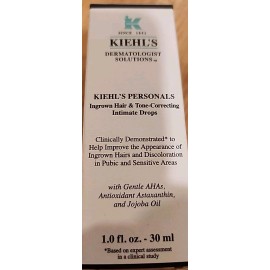 K
SINCE 1851
KIEHL'S
DERMATOLOGIST
SOLUTIONS™
KIEHL'S PERSONALS
Ingrown Hair & Tone-Correcting
Intimate Drops
Clinically Demonstrated* to
Help Improve the Appearance of
Ingrown Hairs and Discoloration
in Pubic and Sensitive Areas
with Gentle AHAs,
Antioxidant Astaxanthin,
and Jojoba Oil
1.0 fl. oz. - 30 ml
*Based on expert assessment
in a clinical study